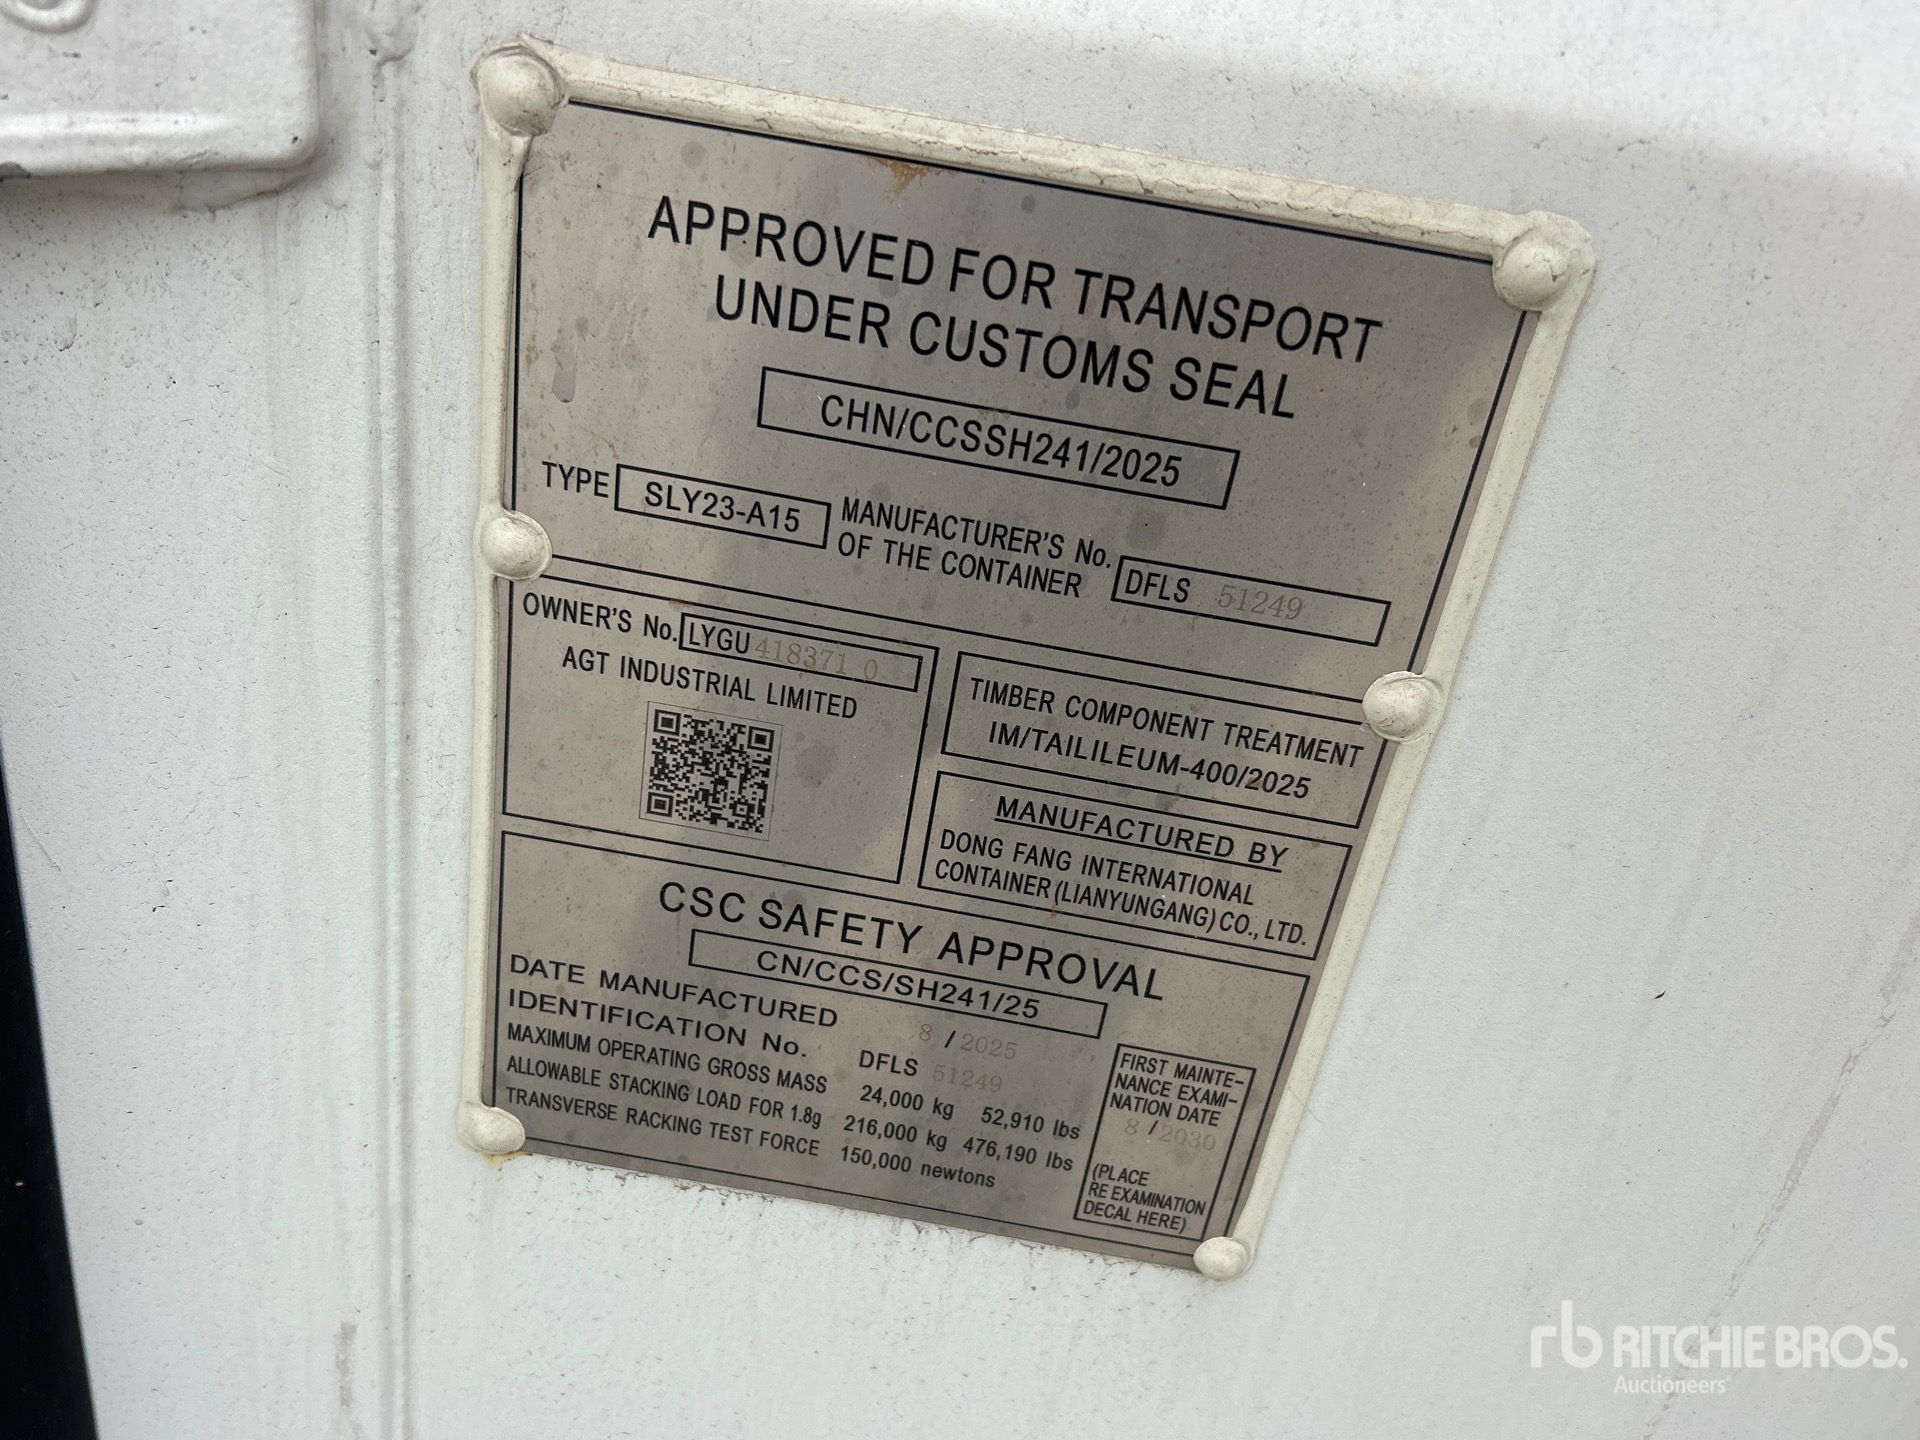 APPROVED FOR TRANSPORT
UNDER CUSTOMS SEAL
CHN/CCSSH241/2025
TYPE SLY23-A15
MANUFACTURER'S No.
OF THE CONTAINER
DFLS 51249
OWNER'S No. LYGU 418371 0
AGT INDUSTRIAL LIMITED
TIMBER COMPONENT TREATMENT
IM/TAILILEUM-400/2025
MANUFACTURED BY
DONG FANG INTERNATIONAL
CONTAINER(LIANYUNGANG)CO., LTD.
CSC SAFETY APPROVAL
CN/CCS/SH241/25
DATE MANUFACTURED 8 / 2025
IDENTIFICATION No. DFLS 51249
MAXIMUM OPERATING GROSS MASS 24,000 kg 52,910 lbs
ALLOWABLE STACKING LOAD FOR 1.8g 216,000 kg 476,190 lbs
TRANSVERSE RACKING TEST FORCE 150,000 newtons
FIRST MAINTE-
NANCE EXAMI-
NATION DATE
8 / 2030
(PLACE
RE EXAMINATION
DECAL HERE)
rb RITCHIE BROS.
Auctioneers